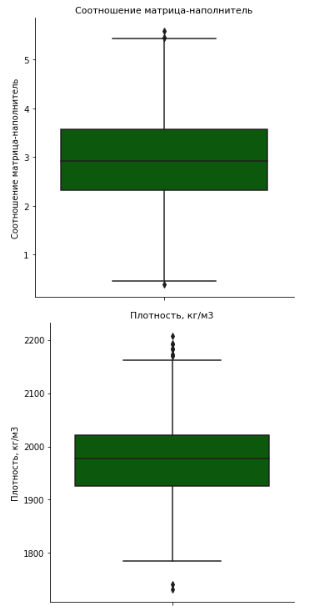 Соотношение матрица-наполнитель
Соотношение матрица-наполнитель
5
4
3
2
1
Плотность, кг/м3
Плотность, кг/м3
2200
2100
2000
1900
1800